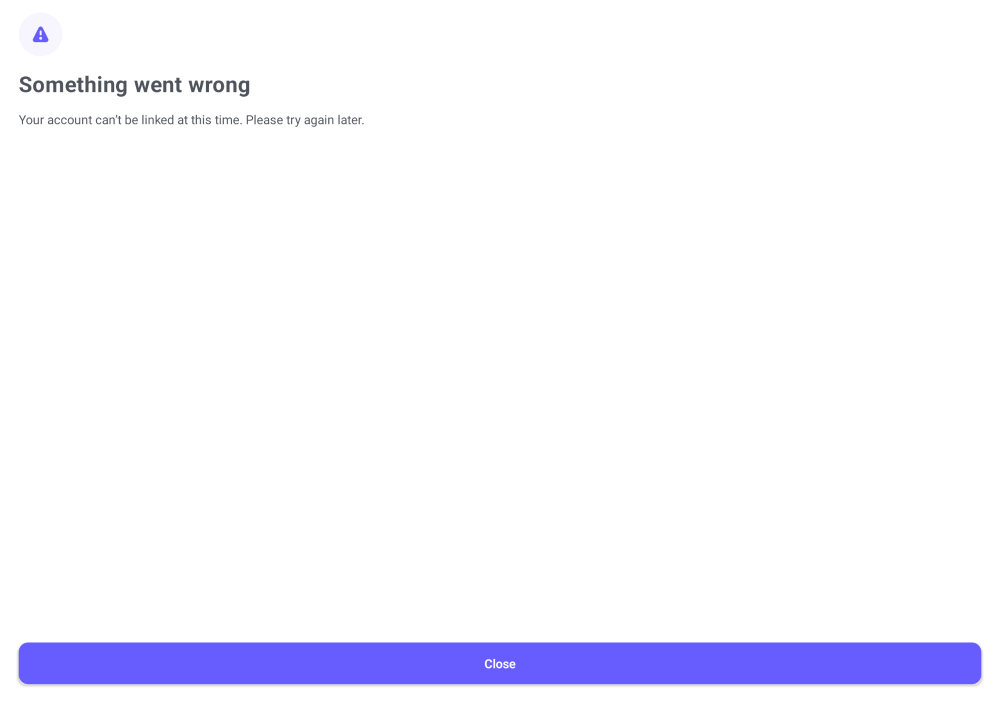 Something went wrong
Your account can't be linked at this time. Please try again later.
Close